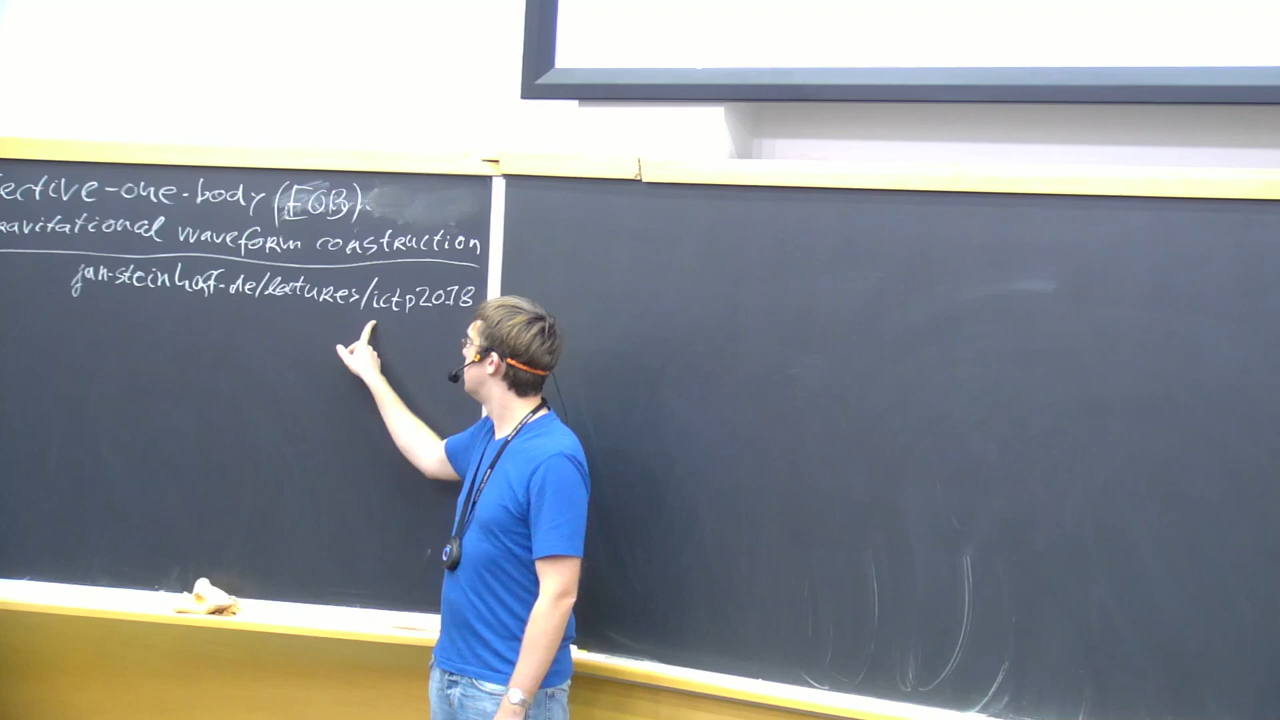 ective-one-body (EOB)
ravitational waveform construction
jan-steinhoff.de/lectures/ictp2018